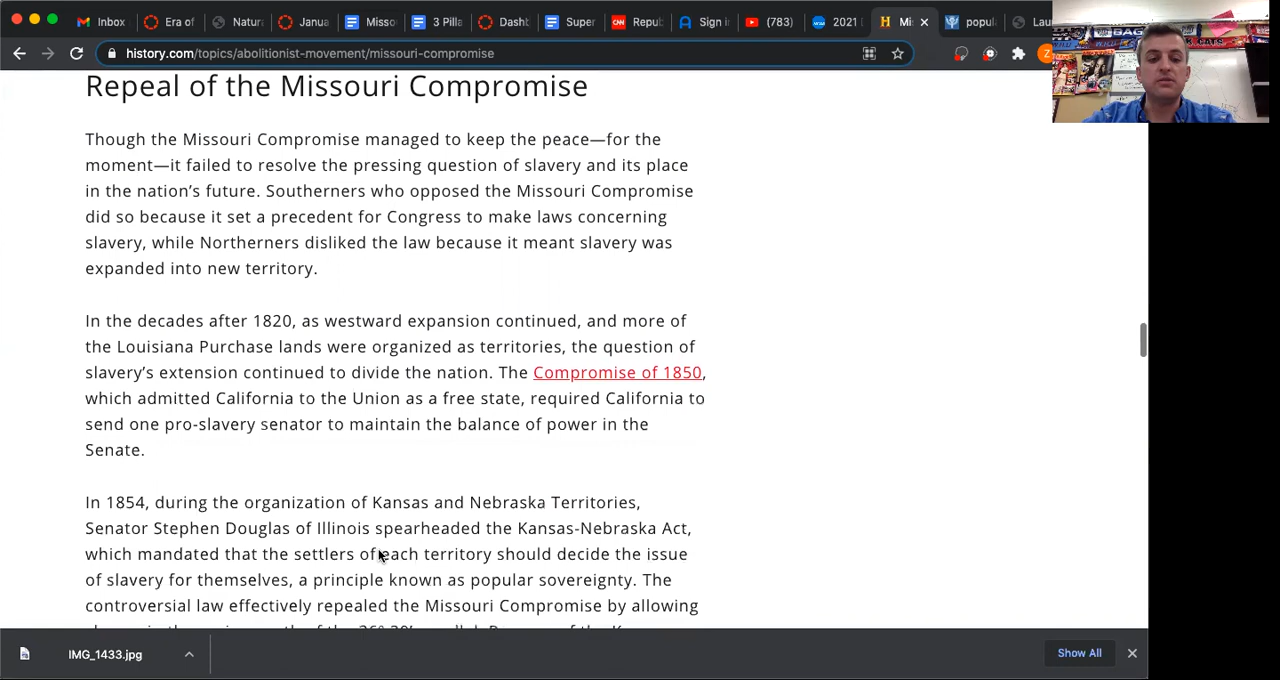 Inbox
Era of
Natur
Janua
Misso
3 Pilla
Dashb
Super
CNN
Repub
Sign i
(783)
2021 (
H
Mi
popul
Lau
history.com/topics/abolitionist-movement/missouri-compromise
Z
BAG
CATS
Repeal of the Missouri Compromise
Though the Missouri Compromise managed to keep the peace—for the
moment—it failed to resolve the pressing question of slavery and its place
in the nation's future. Southerners who opposed the Missouri Compromise
did so because it set a precedent for Congress to make laws concerning
slavery, while Northerners disliked the law because it meant slavery was
expanded into new territory.
In the decades after 1820, as westward expansion continued, and more of
the Louisiana Purchase lands were organized as territories, the question of
slavery's extension continued to divide the nation. The Compromise of 1850,
which admitted California to the Union as a free state, required California to
send one pro-slavery senator to maintain the balance of power in the
Senate.
In 1854, during the organization of Kansas and Nebraska Territories,
Senator Stephen Douglas of Illinois spearheaded the Kansas-Nebraska Act,
which mandated that the settlers of each territory should decide the issue
of slavery for themselves, a principle known as popular sovereignty. The
controversial law effectively repealed the Missouri Compromise by allowing
IMG_1433.jpg
Show All